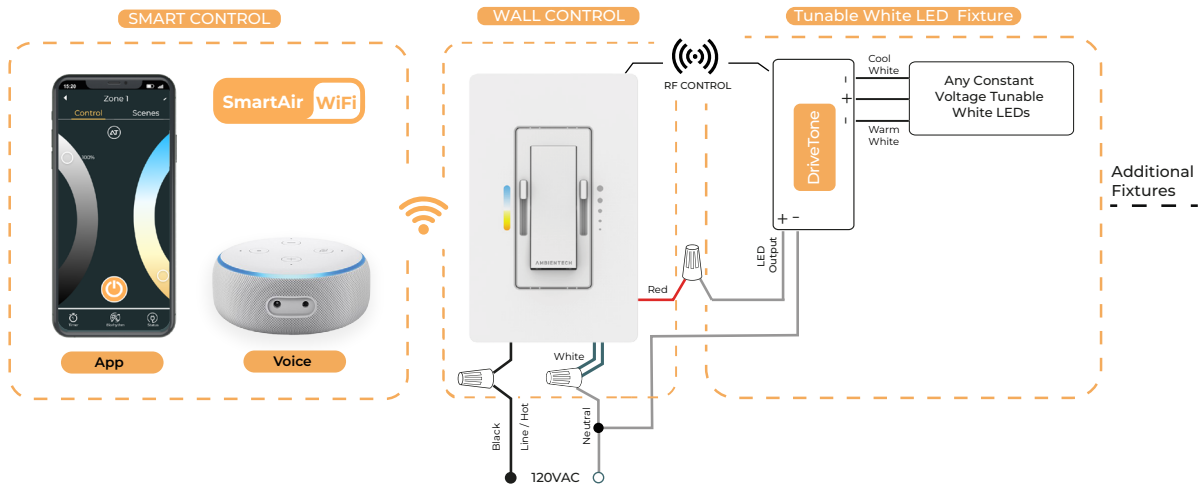 SMART CONTROL
WALL CONTROL
Tunable White LED Fixture
15:20
Zone 1
Control
Scenes
100%
Timer
Status
SmartAir WiFi
App
Voice
AMBIENTECH
RF CONTROL
Cool
White
-
+
-
Warm
White
Any Constant
Voltage Tunable
White LEDs
DriveTone
+ -
LED
Output
Additional
Fixtures
Red
White
Black
Line / Hot
Neutral
120VAC